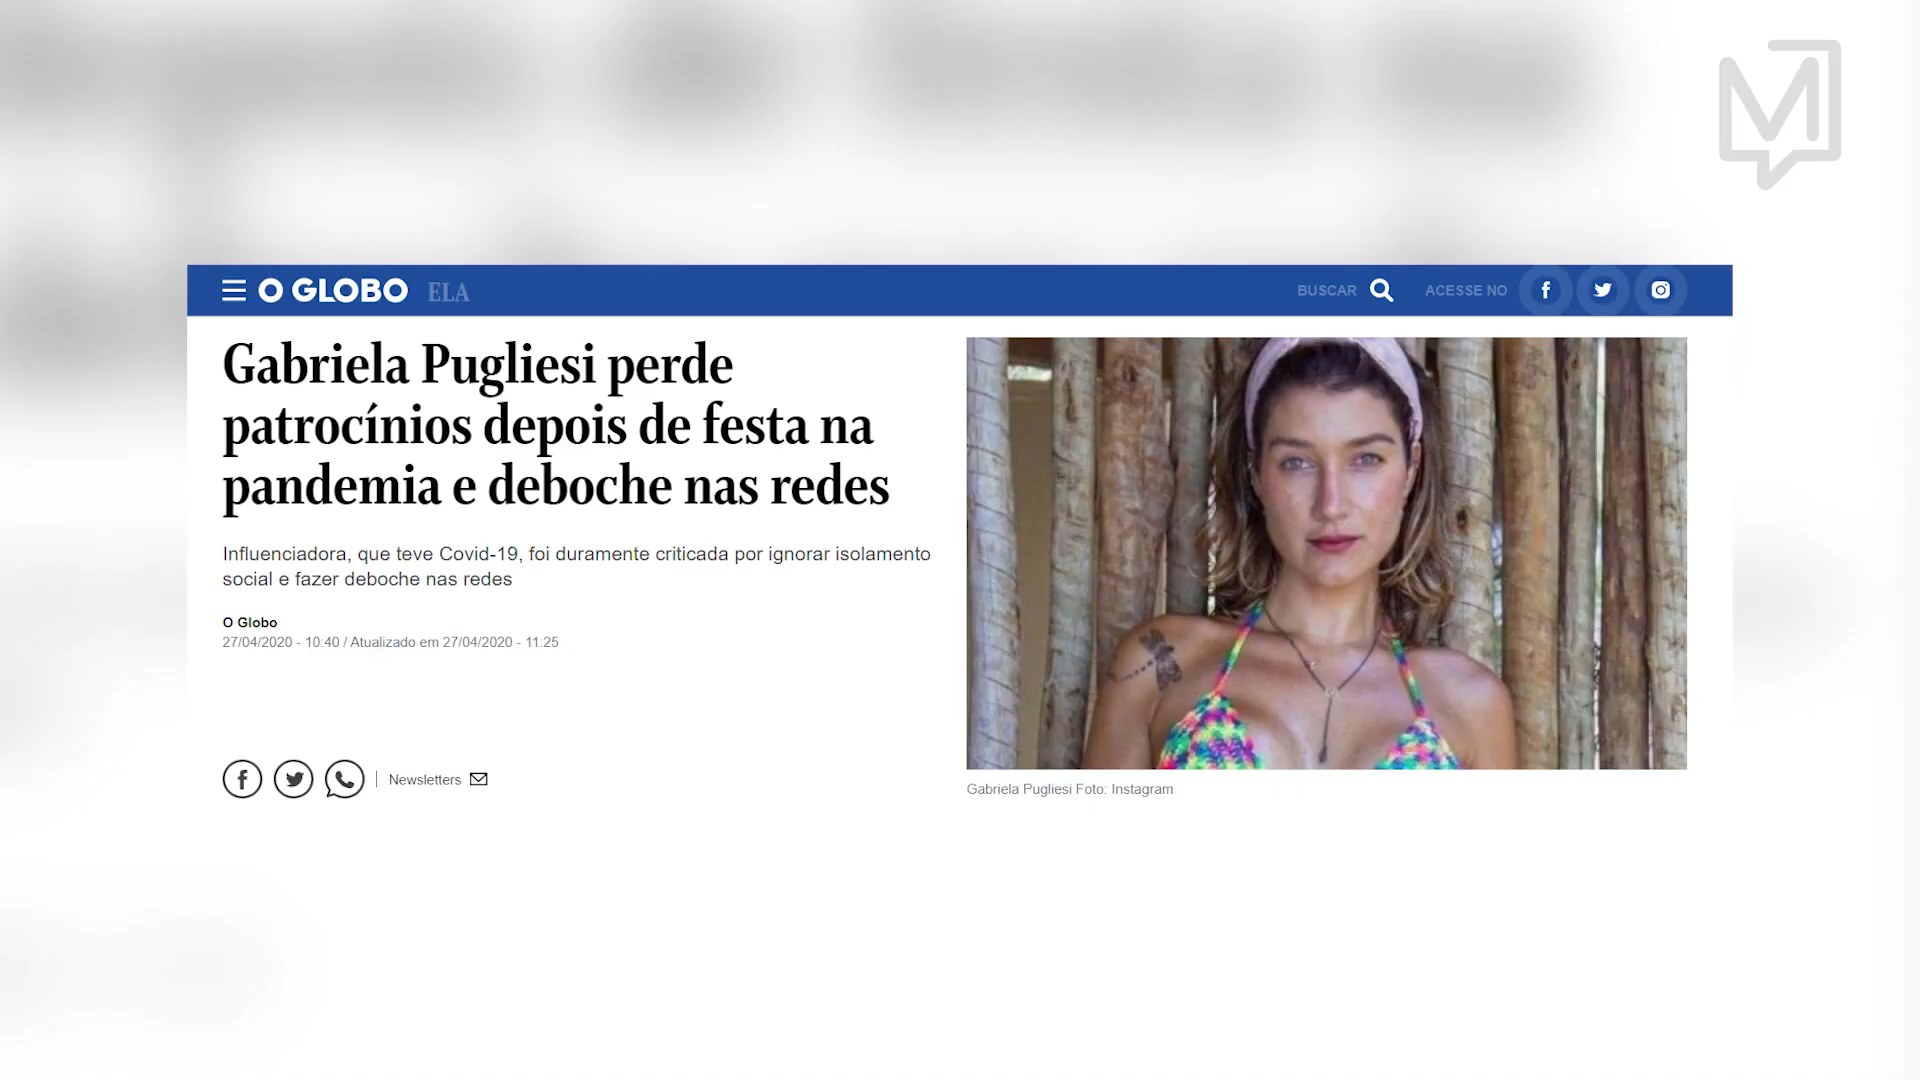 O GLOBO ELA BUSCAR ACESSE NO
Gabriela Pugliesi perde
patrocínios depois de festa na
pandemia e deboche nas redes
Influenciadora, que teve Covid-19, foi duramente criticada por ignorar isolamento
social e fazer deboche nas redes
O Globo
27/04/2020 - 10:40 / Atualizado em 27/04/2020 - 11:25
Newsletters
Gabriela Pugliesi Foto: Instagram